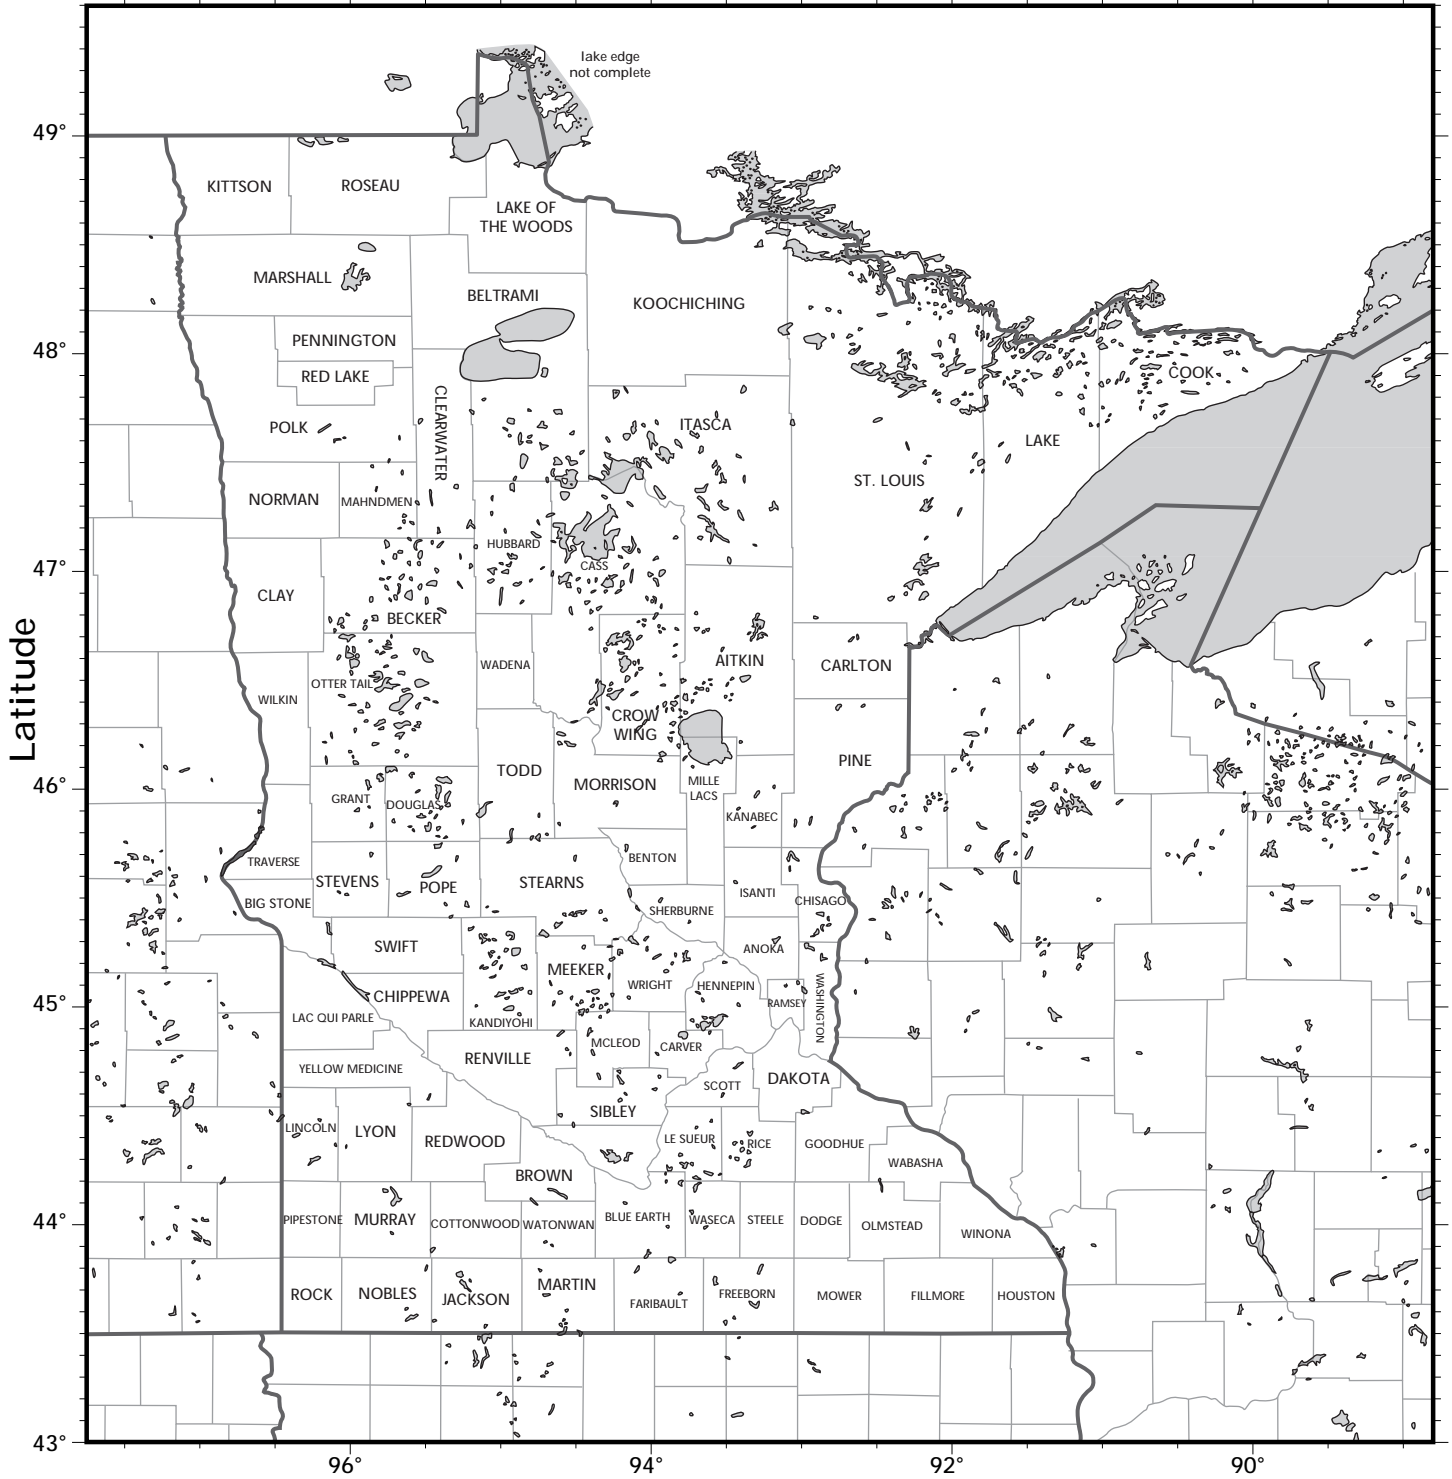 lake edge
not complete
49°
KITTSON
ROSEAU
LAKE OF
THE WOODS
MARSHALL
BELTRAMI
KOOCHICHING
48°
PENNINGTON
RED LAKE
COOK
CLEARWATER
POLK
ITASCA
LAKE
ST. LOUIS
NORMAN
MAHNDMEN
HUBBARD
CASS
47°
CLAY
BECKER
Latitude
WADENA
AITKIN
CARLTON
OTTER TAIL
WILKIN
CROW
WING
PINE
TODD
MORRISON
MILLE
LACS
46°
GRANT
DOUGLAS
KANABEC
TRAVERSE
BENTON
STEVENS
POPE
STEARNS
ISANTI
CHISAGO
BIG STONE
SHERBURNE
SWIFT
ANOKA
MEEKER
WRIGHT
HENNEPIN
WASHINGTON
45°
CHIPPEWA
RAMSEY
LAC QUI PARLE
KANDIYOHI
MCLEOD
CARVER
RENVILLE
YELLOW MEDICINE
DAKOTA
SCOTT
SIBLEY
LINCOLN
LYON
REDWOOD
LE SUEUR
RICE
GOODHUE
WABASHA
BROWN
44°
PIPESTONE
MURRAY
COTTONWOOD
WATONWAN
BLUE EARTH
WASECA
STEELE
DODGE
OLMSTEAD
WINONA
ROCK
NOBLES
JACKSON
MARTIN
FARIBAULT
FREEBORN
MOWER
FILLMORE
HOUSTON
43°
96°
94°
92°
90°